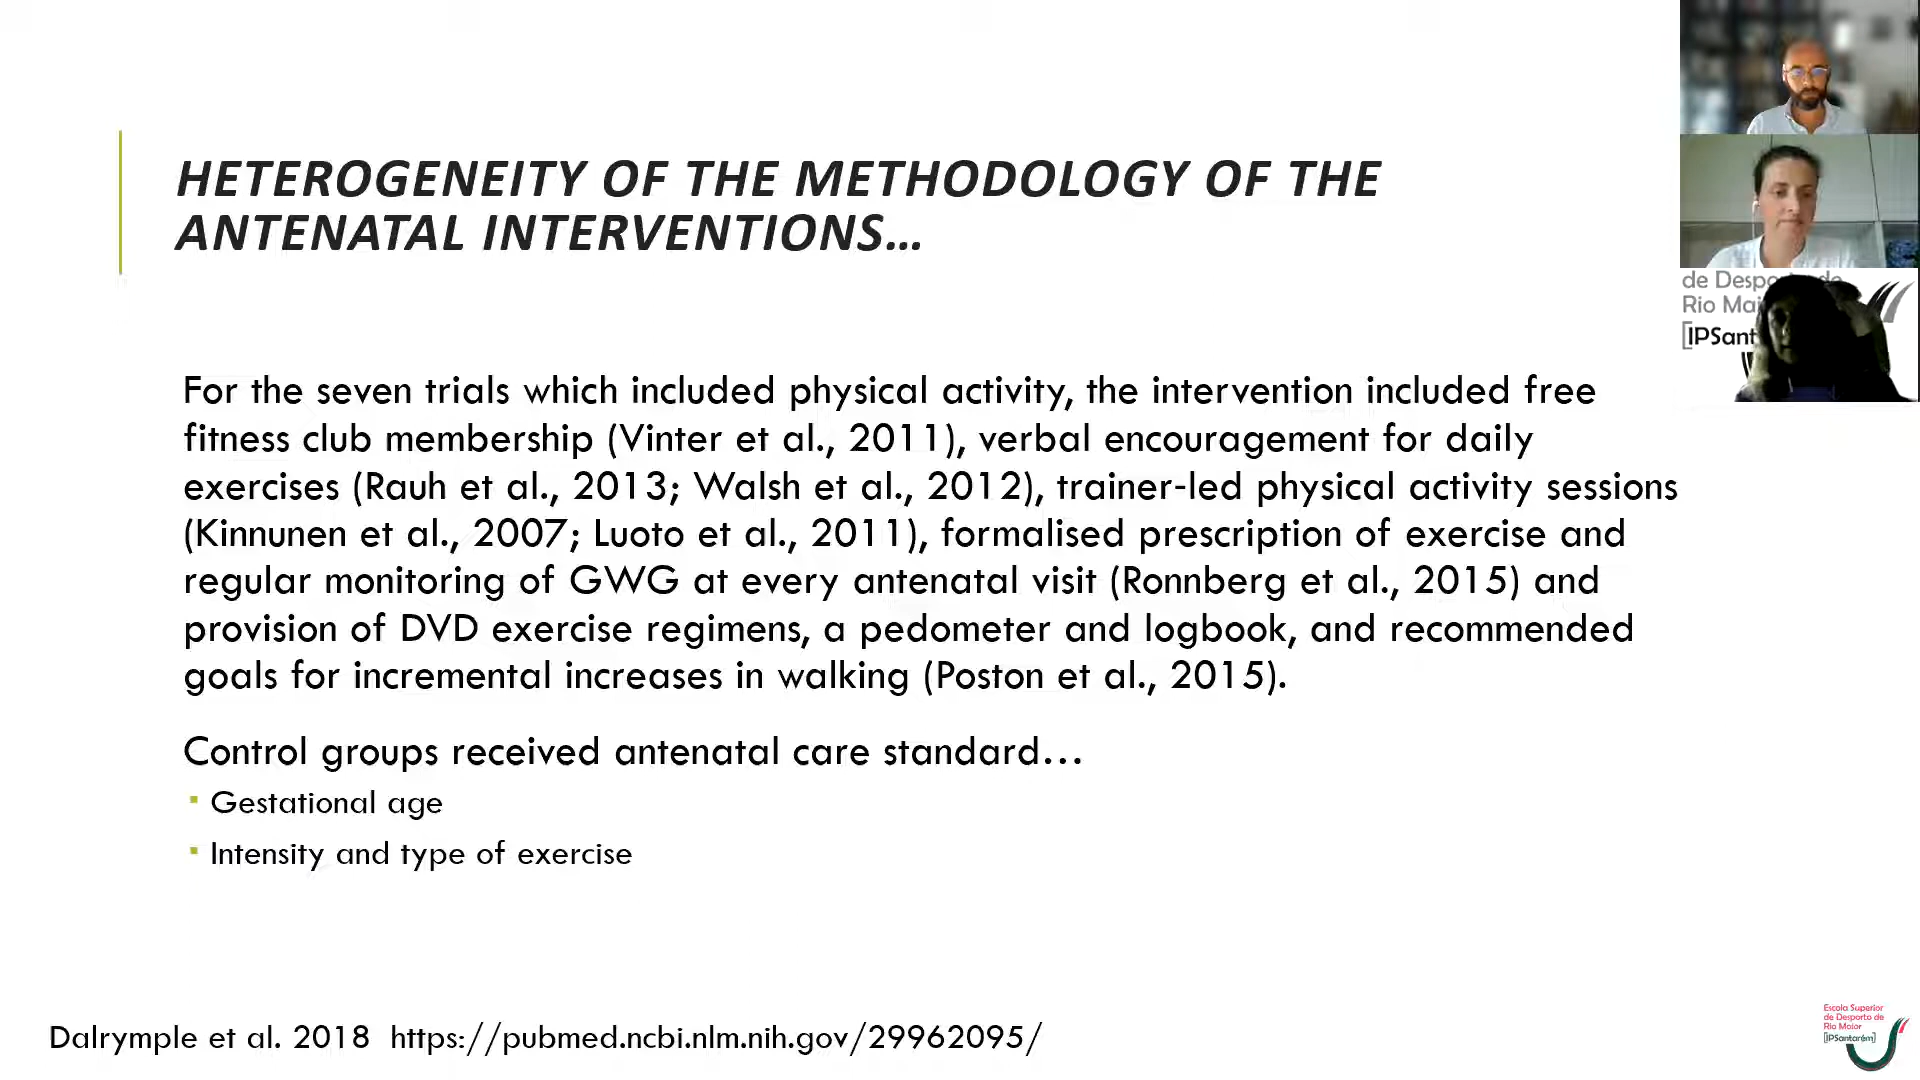 HETEROGENEITY OF THE METHODOLOGY OF THE
ANTENATAL INTERVENTIONS...
de Desporto de
Rio Mai
[IPSant
For the seven trials which included physical activity, the intervention included free
fitness club membership (Vinter et al., 2011), verbal encouragement for daily
exercises (Rauh et al., 2013; Walsh et al., 2012), trainer-led physical activity sessions
(Kinnunen et al., 2007; Luoto et al., 2011), formalised prescription of exercise and
regular monitoring of GWG at every antenatal visit (Ronnberg et al., 2015) and
provision of DVD exercise regimens, a pedometer and logbook, and recommended
goals for incremental increases in walking (Poston et al., 2015).
Control groups received antenatal care standard...
Gestational age
Intensity and type of exercise
Dalrymple et al. 2018 https://pubmed.ncbi.nlm.nih.gov/29962095/
Escola Superior
de Desporto de
Rio Maior
[IPSantarém]